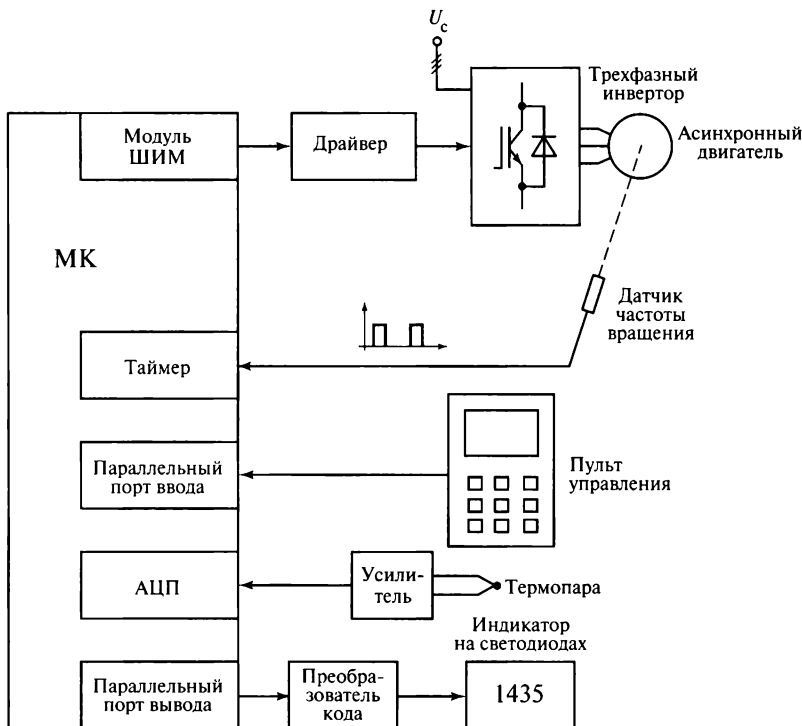 U_c
Трехфазный
инвертор
Модуль
ШИМ
Драйвер
Асинхронный
двигатель
МК
Датчик
частоты
вращения
Таймер
Параллельный
порт ввода
Пульт
управления
АЦП
Усили-
тель
Термопара
Индикатор
на светодиодах
Параллельный
порт вывода
Преобра-
зователь
кода
1435